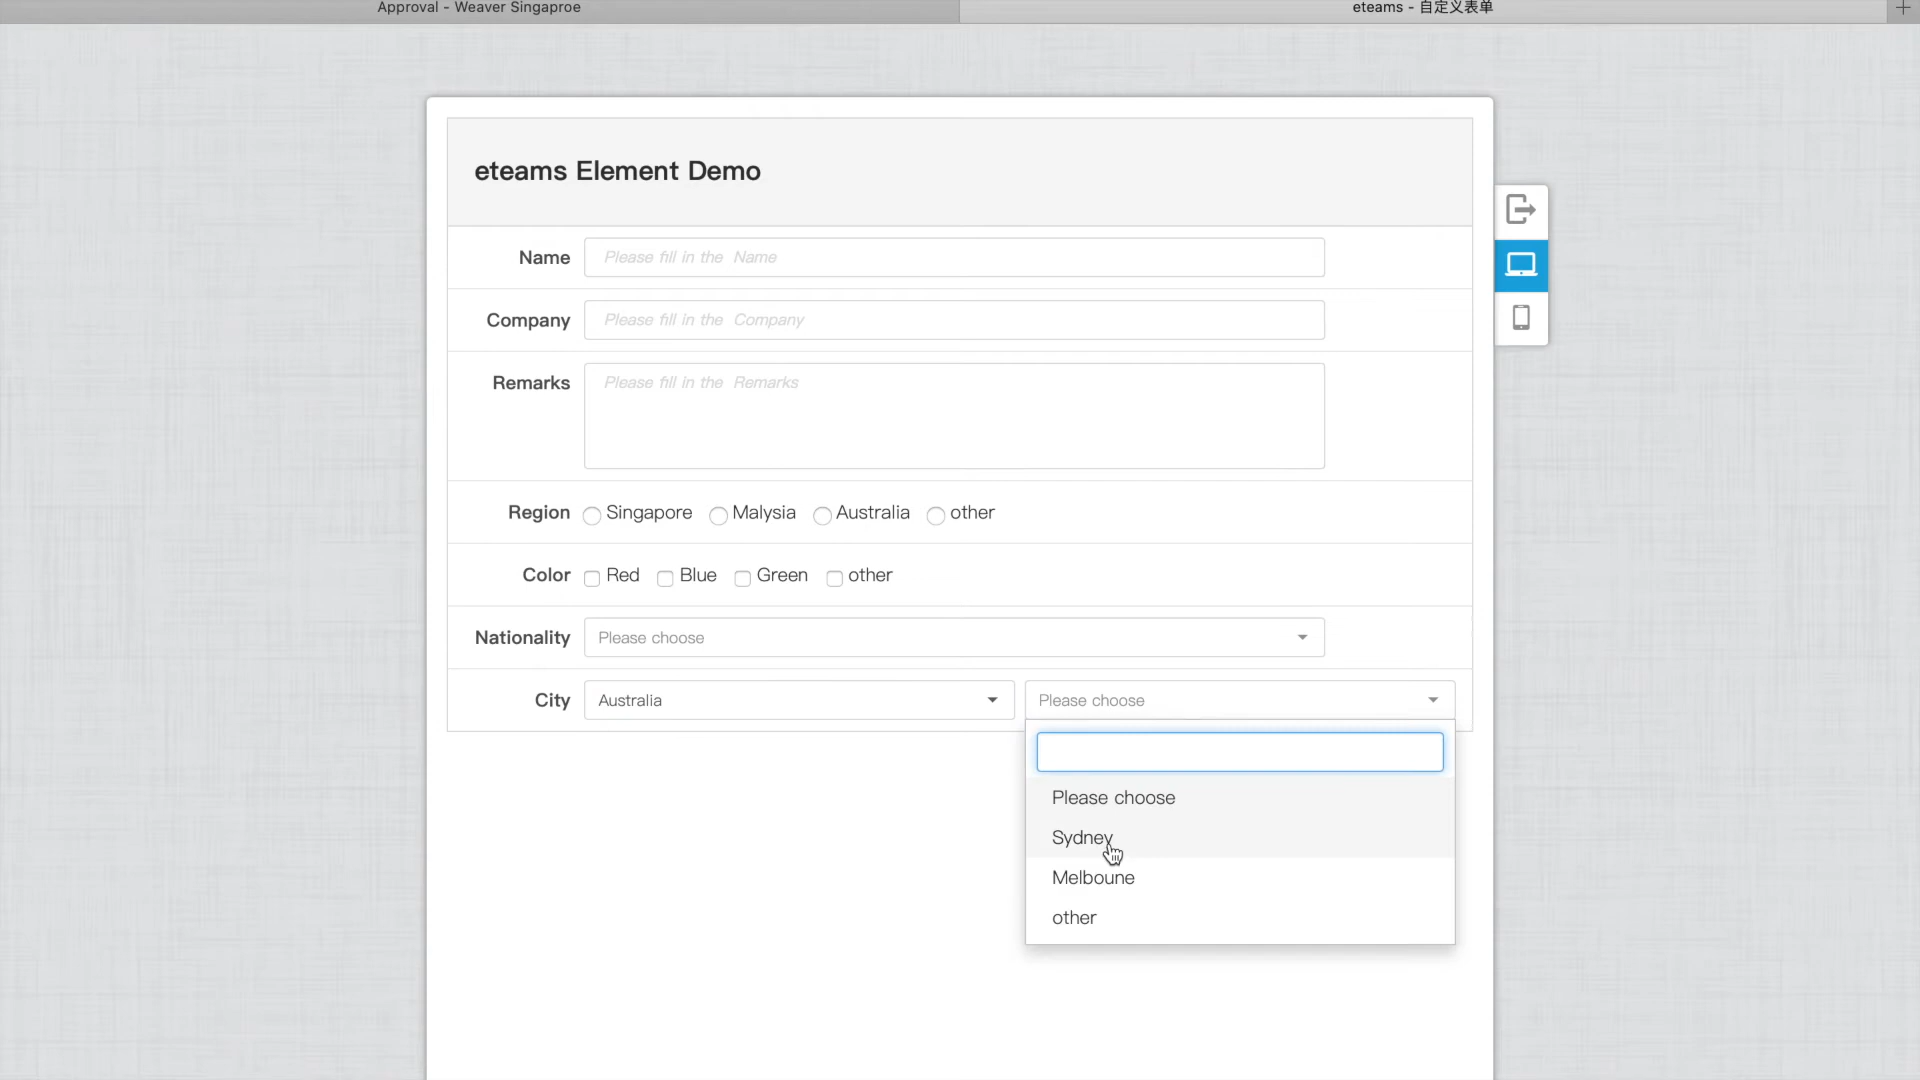 Approval - Weaver Singaproe
eteams - 自定义表单
eteams Element Demo
Name
Please fill in the Name
Company
Please fill in the Company
Remarks
Please fill in the Remarks
Region Singapore Malysia Australia other
Color Red Blue Green other
Nationality Please choose
City Australia Please choose
Please choose
Sydney
Melboune
other